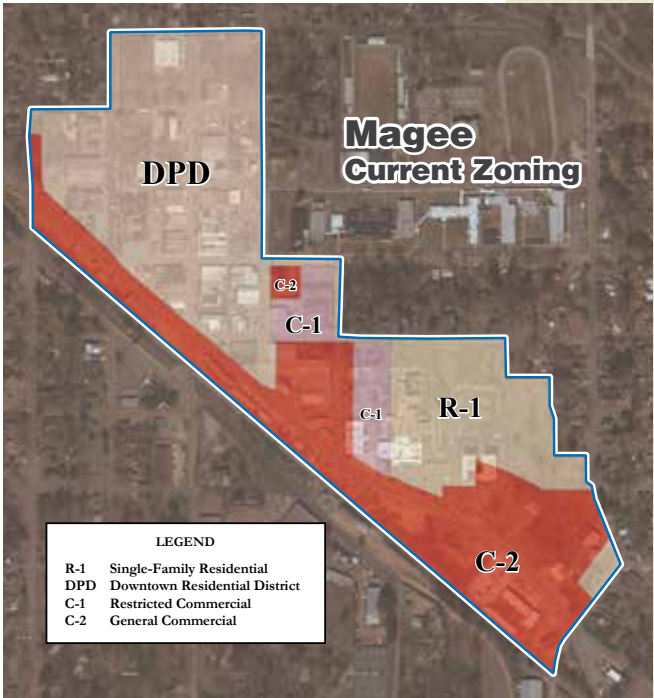 Magee
Current Zoning
DPD
C-2
C-1
C-1
R-1
C-2
LEGEND
R-1 Single-Family Residential
DPD Downtown Residential District
C-1 Restricted Commercial
C-2 General Commercial